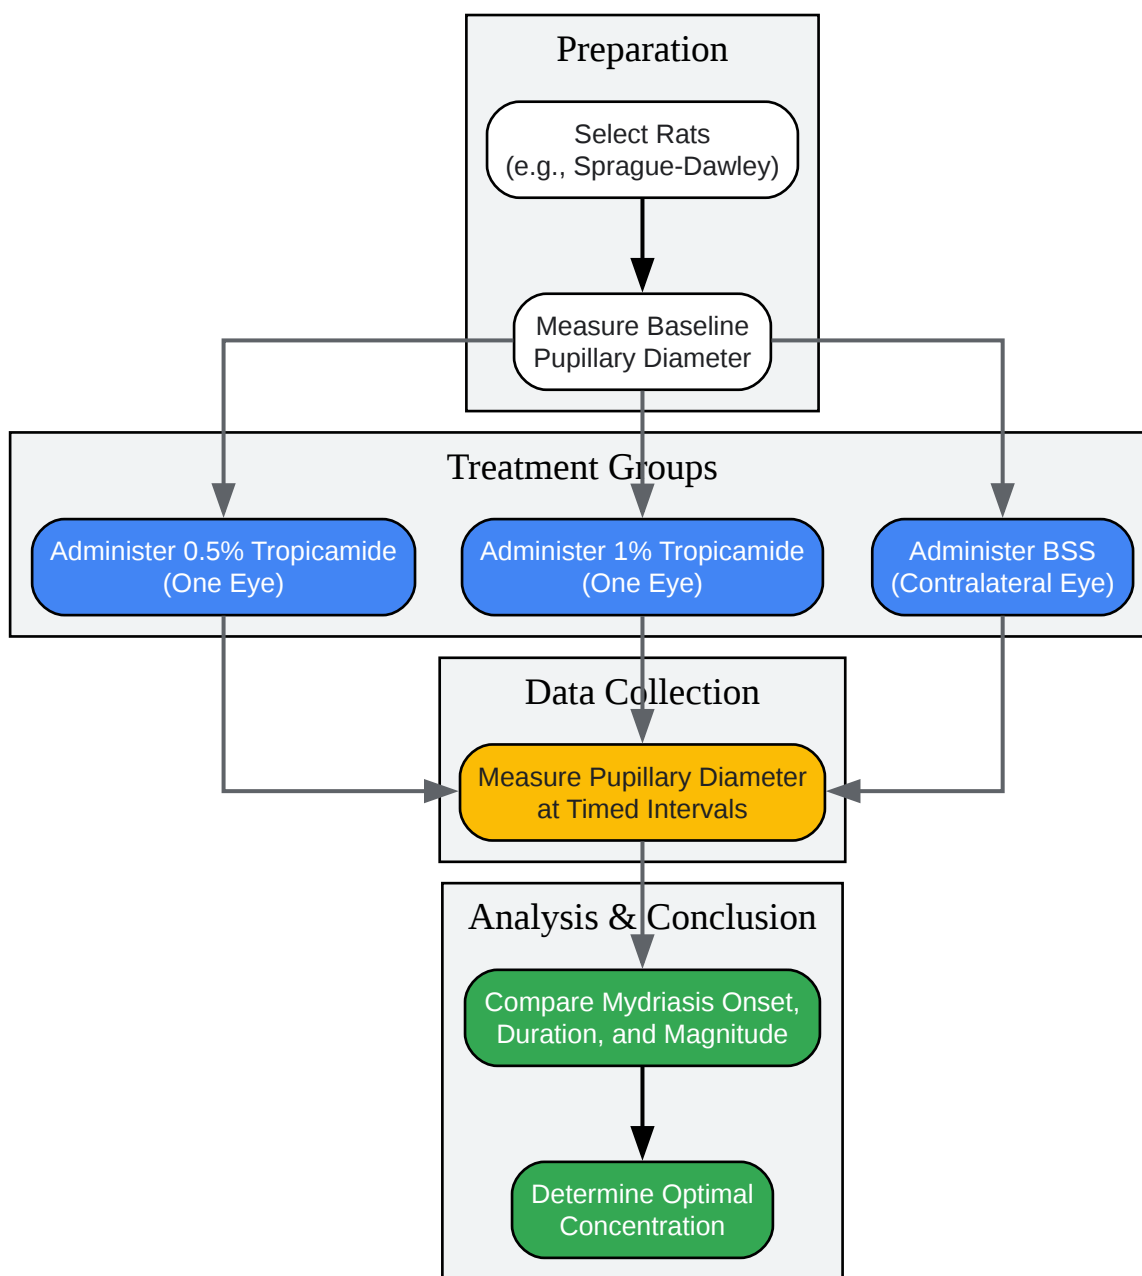 Preparation
Select Rats
(e.g., Sprague-Dawley)
Measure Baseline
Pupillary Diameter
Treatment Groups
Administer 0.5% Tropicamide
(One Eye)
Administer 1% Tropicamide
(One Eye)
Administer BSS
(Contralateral Eye)
Data Collection
Measure Pupillary Diameter
at Timed Intervals
Analysis & Conclusion
Compare Mydriasis Onset,
Duration, and Magnitude
Determine Optimal
Concentration